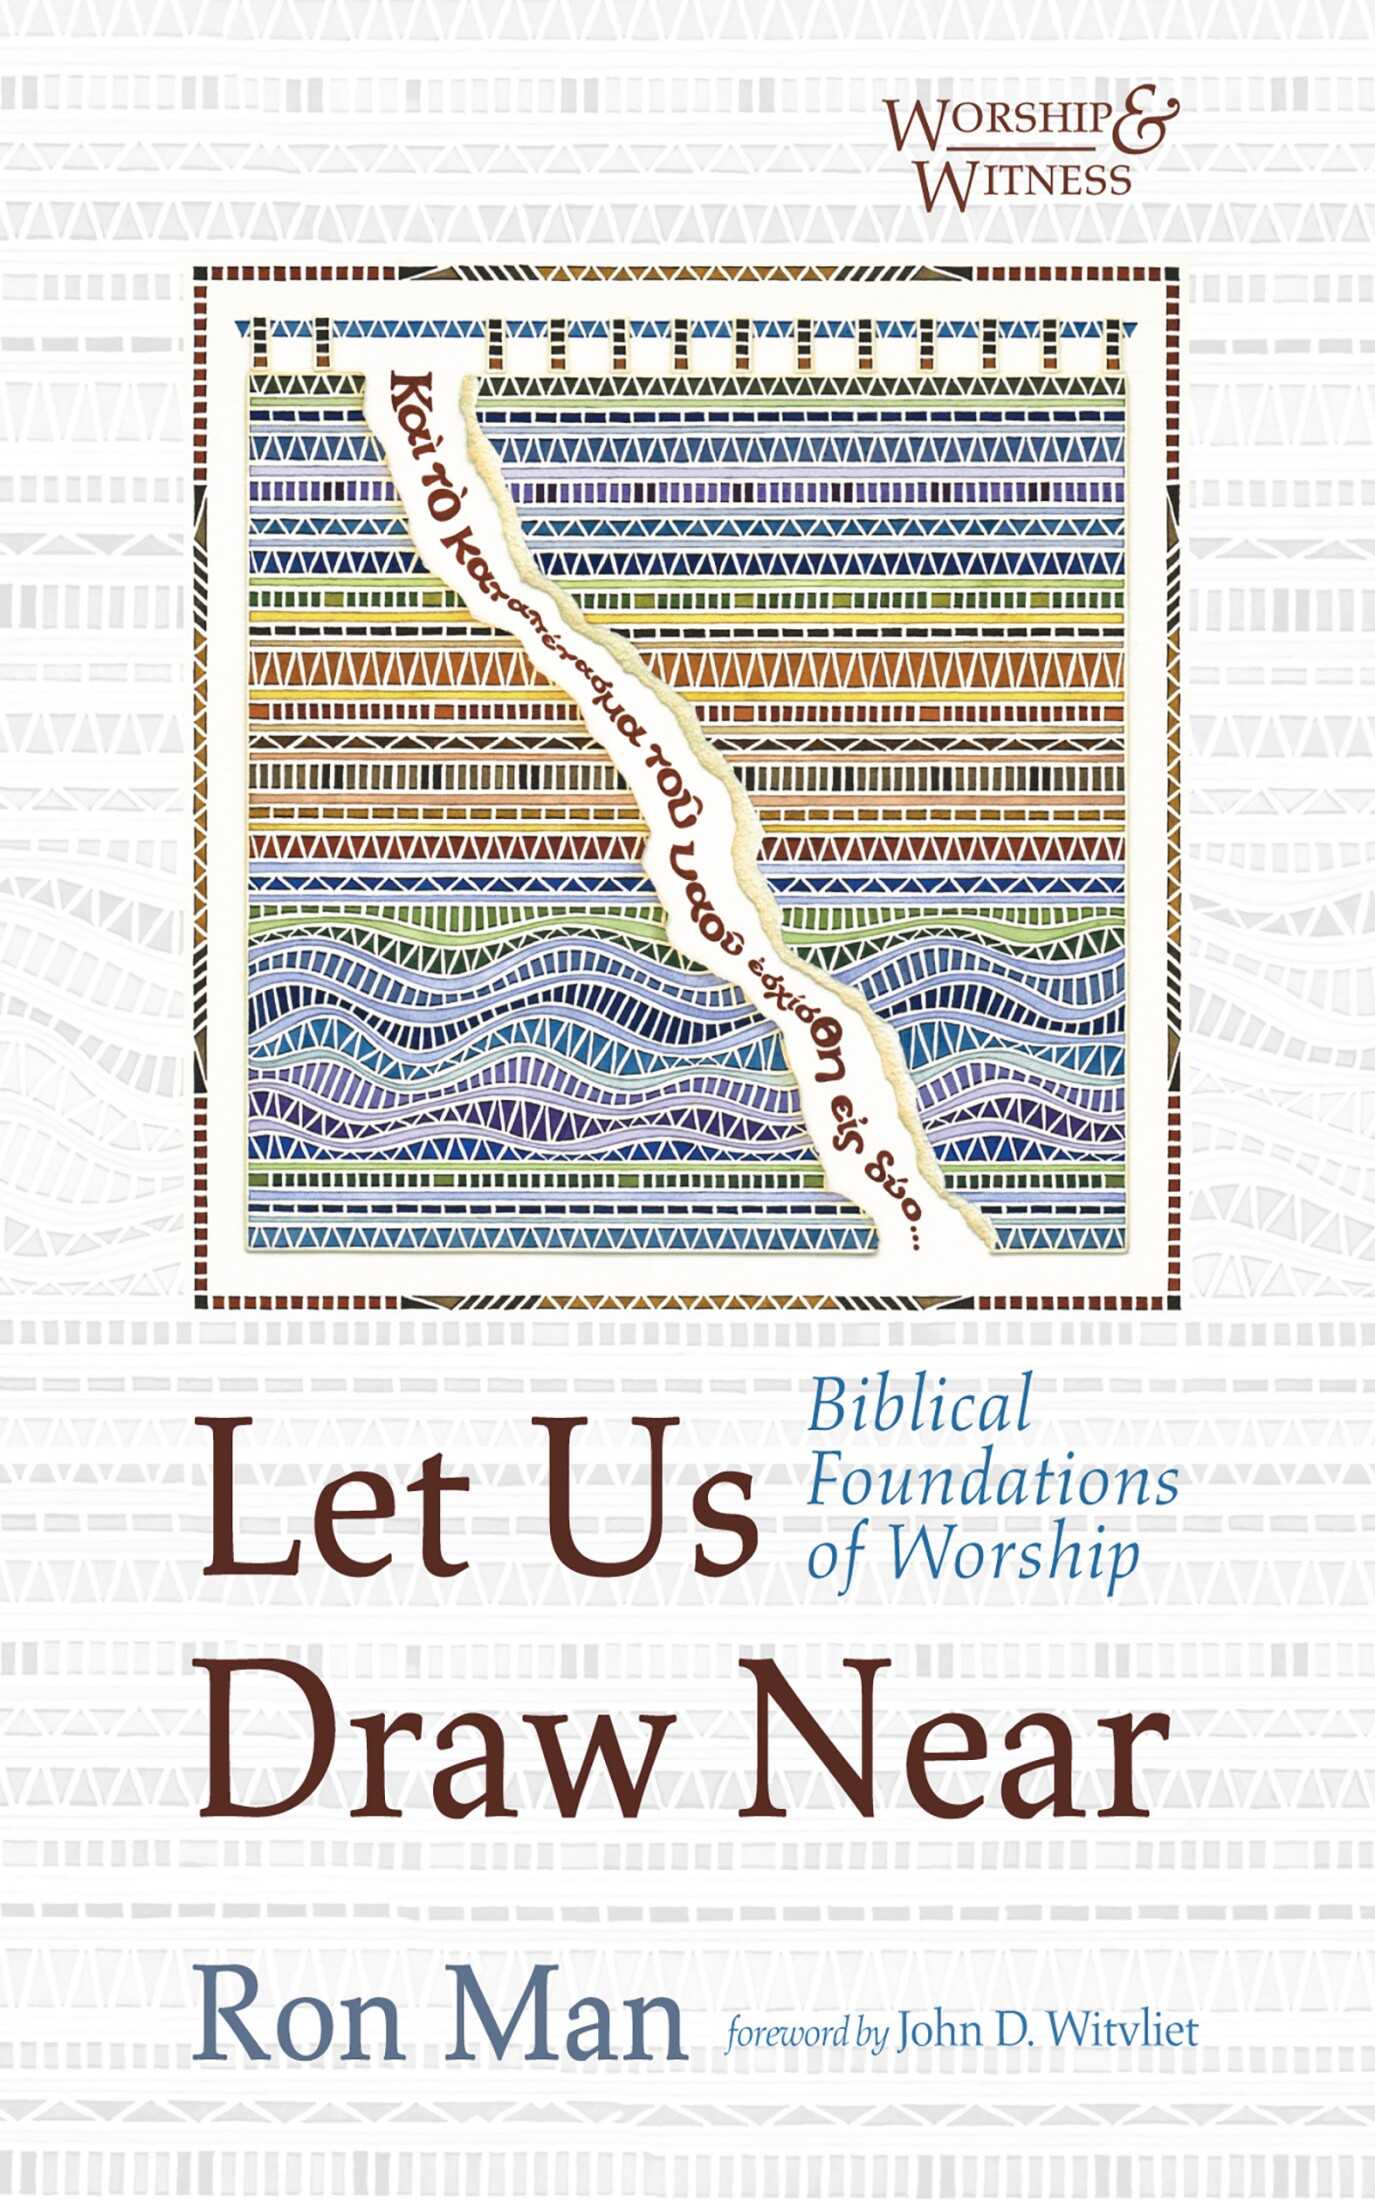 WORSHIP &
WITNESS
Καὶ τὸ καταπέτασμα τοῦ ναοῦ ἐσχίσθη εἰς δύο...
Let Us
Draw Near
Biblical
Foundations
of Worship
Ron Man
foreword by John D. Witvliet